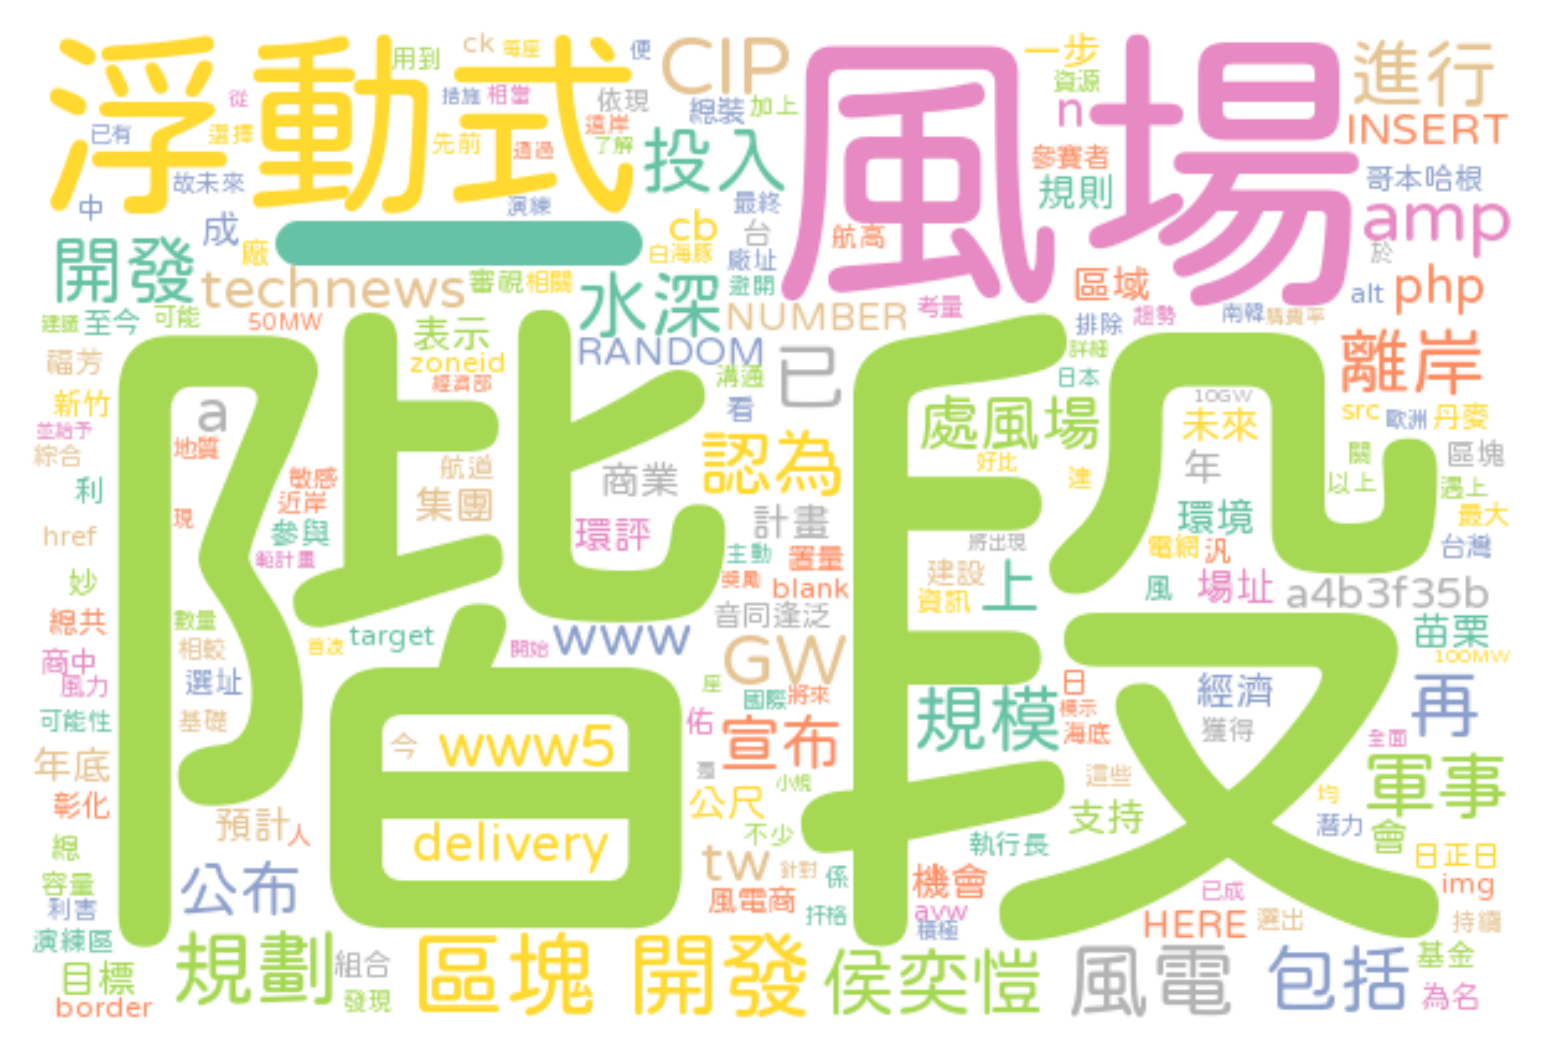 浮動式
風場
階段
一
用到
ck
每座
便
CIP
一步
資源
進行
從
措施
相當
依現
總裝
加上
n
INSERT
已有
選擇
先前
通過
遠岸
了解
投入
參賽者
哥本哈根
故未來
規則
中
成
演練
最終
cb
台
航高
amp
於
開發
廠
白海豚
廠址
technews
審視
相關
水深
避開
區域
alt
php
NUMBER
考量
建議
至今
可能
50MW
表示
排除
趨勢
南韓
RANDOM
福芳
zoneid
已
詳細
離岸
經濟部
溝通
日本
新竹
a
看
處風場
10GW
未來
src
歐洲
丹麥
並給予
綜合
地質
航道
商業
認為
好比
年
關
區塊
利
敏感
近岸
集團
達
以上
遇上
現
參與
環評
計畫
環境
最大
href
範計畫
主動
置量
將出現
電網
汎
台灣
妙
獎勵
blank
建設
上
風
場址
a4b3f35b
總共
數量
資訊
音同逢泛
苗栗
target
相較
首波
開始
www
GW
100MW
商中
風力
選址
座
國際
將來
日
經濟
再
可能性
基礎
佑
宣布
規模
模示
海底
獲得
全面
今
www5
年底
小規
這些
軍事
彰化
公尺
均
預計
人
delivery
不少
支持
潛力
會
總
執行長
日正日
容量
公布
tw
針對
係
機會
img
利害
風電商
已成
avw
扞格
積極
HERE
選出
持續
演練區
目標
規劃
組合
區塊
開發
侯奕愷
風電
包括
基金
border
發現
為名